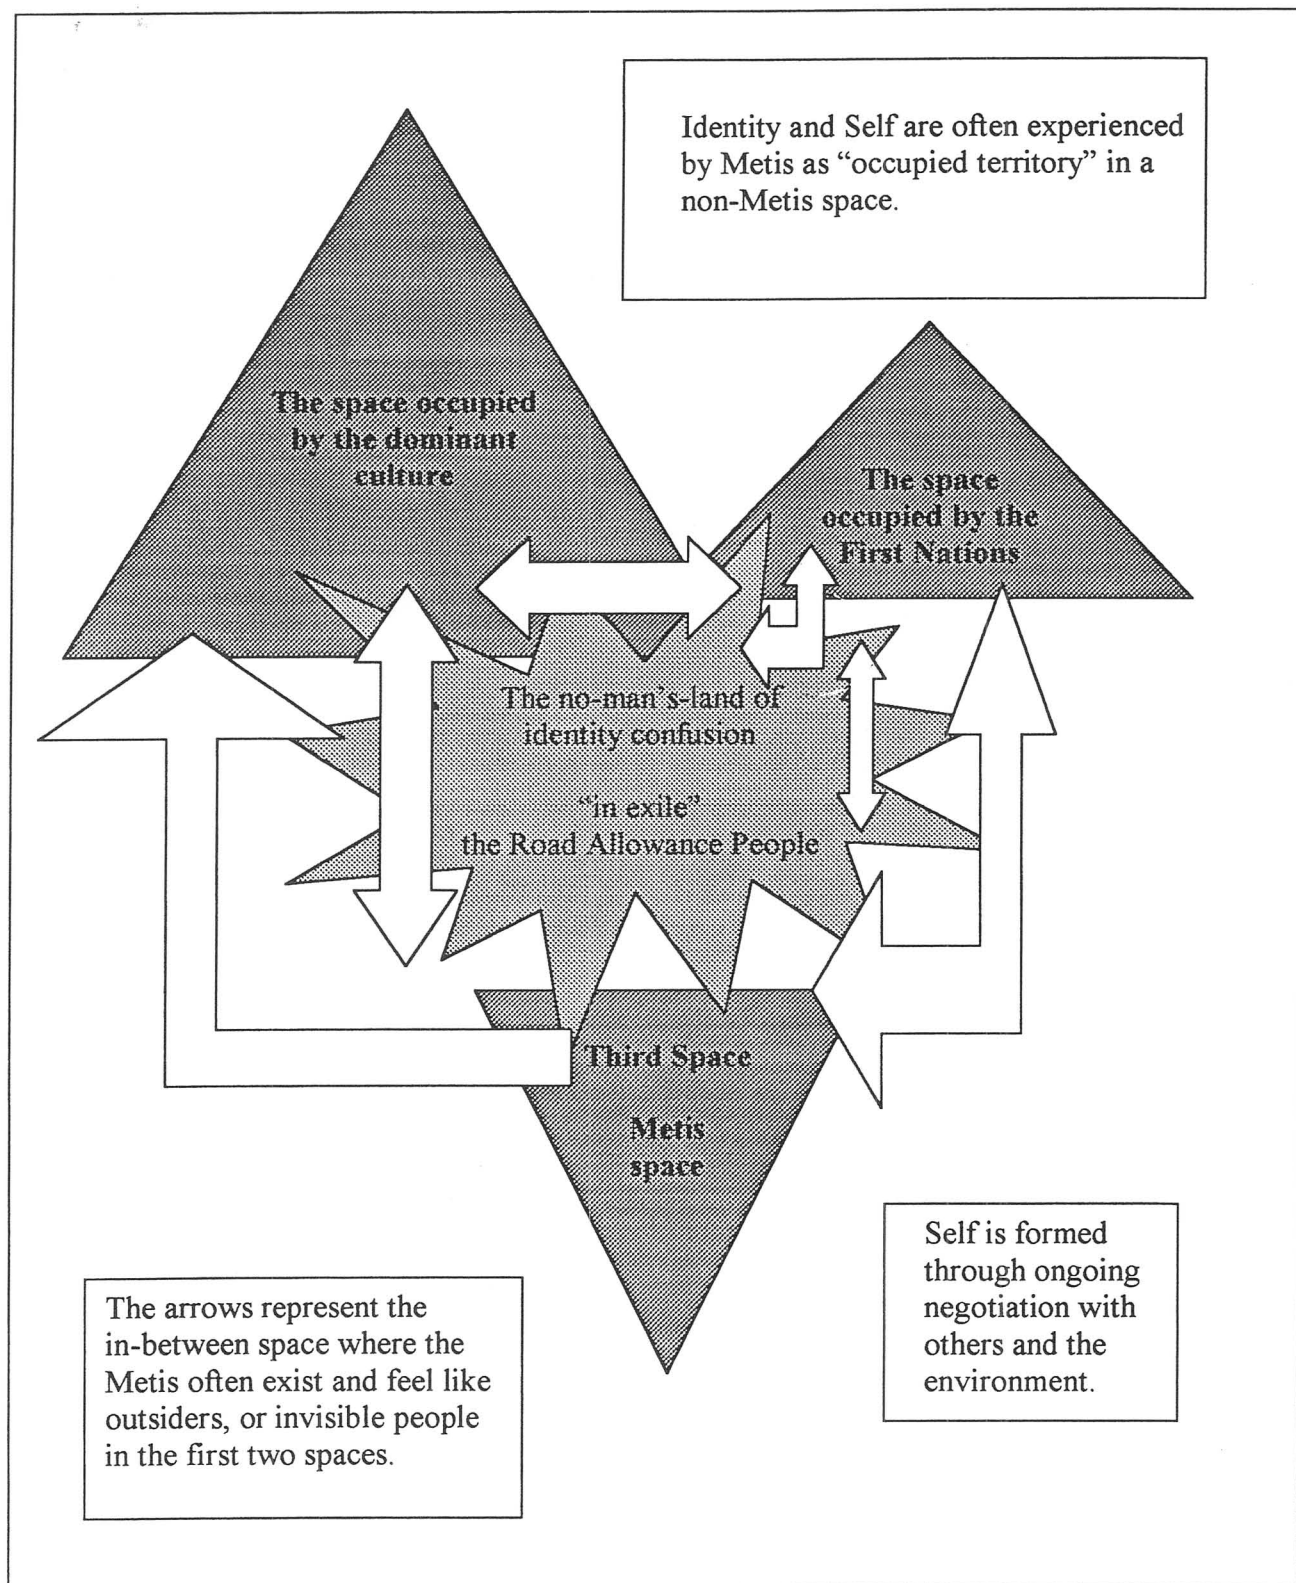 Identity and Self are often experienced
by Metis as “occupied territory” in a
non-Metis space.
The space occupied
by the dominant
culture
The space
occupied by the
First Nations
The no-man’s-land of
identity confusion
“in exile”
the Road Allowance People
Third Space
Metis
space
Self is formed
through ongoing
negotiation with
others and the
environment.
The arrows represent the
in-between space where the
Metis often exist and feel like
outsiders, or invisible people
in the first two spaces.